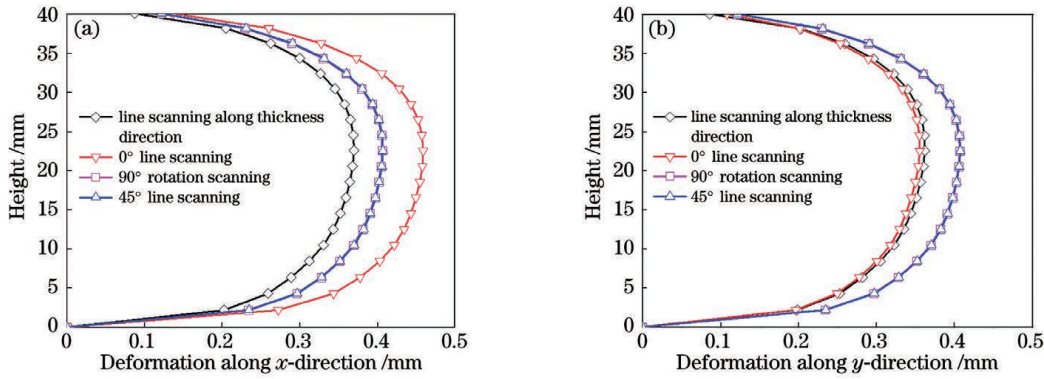 (a)
40
35
30
25
20
15
10
5
0
Height /mm
line scanning along thickness
direction
0° line scanning
90° rotation scanning
45° line scanning
0 0.1 0.2 0.3 0.4 0.5
Deformation along x-direction /mm
(b)
40
35
30
25
20
15
10
5
0
Height /mm
line scanning along thickness
direction
0° line scanning
90° rotation scanning
45° line scanning
0 0.1 0.2 0.3 0.4 0.5
Deformation along y-direction /mm